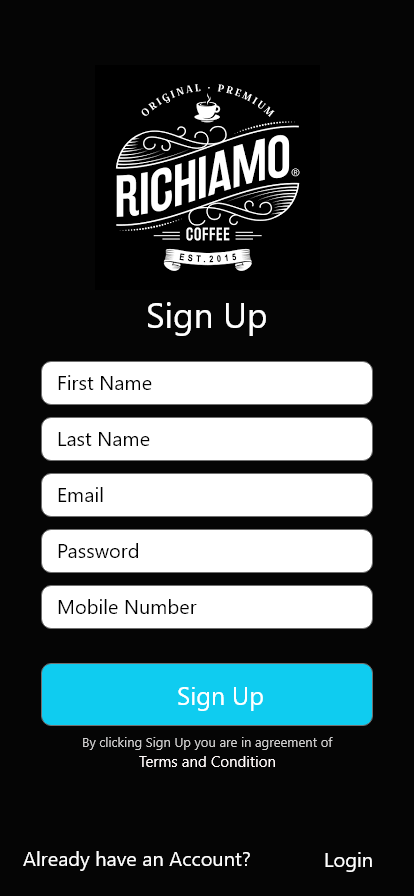 ORIGINAL · PREMIUM
RICHIAMO®
COFFEE
EST.2015
Sign Up
First Name
Last Name
Email
Password
Mobile Number
Sign Up
By clicking Sign Up you are in agreement of
Terms and Condition
Already have an Account? Login